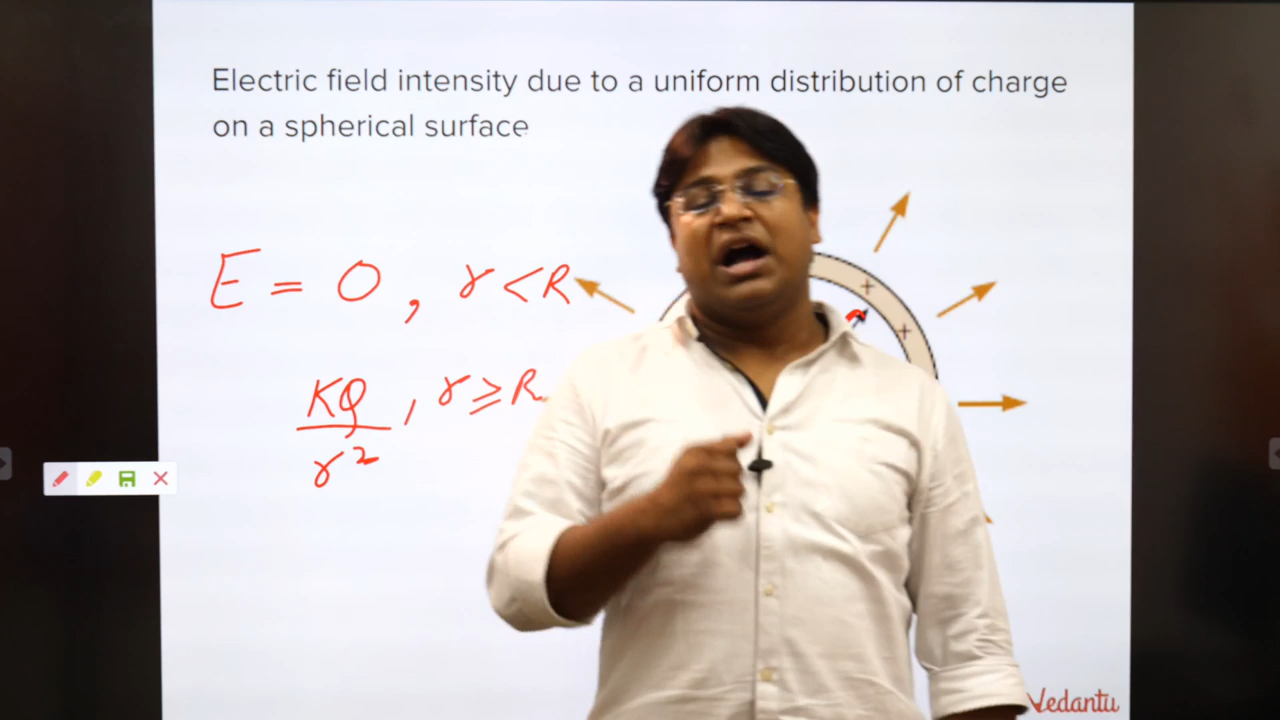 Electric field intensity due to a uniform distribution of charge
on a spherical surface
E = 0, r < R
KQ/r², r ≥ R
+
+
Vedantu